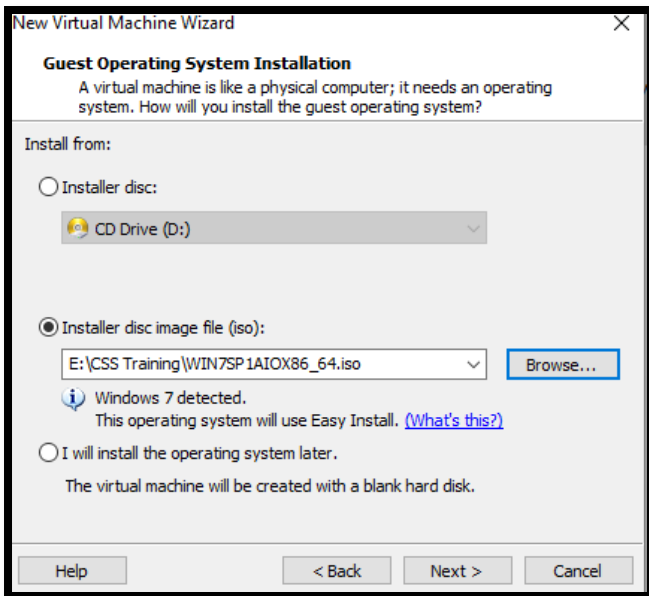 New Virtual Machine Wizard
Guest Operating System Installation
A virtual machine is like a physical computer; it needs an operating
system. How will you install the guest operating system?
Install from:
Installer disc:
CD Drive (D:)
Installer disc image file (iso):
E:\CSS Training\WIN7SP1AIOX86_64.iso
Browse...
Windows 7 detected.
This operating system will use Easy Install. (What's this?)
I will install the operating system later.
The virtual machine will be created with a blank hard disk.
Help
< Back
Next >
Cancel